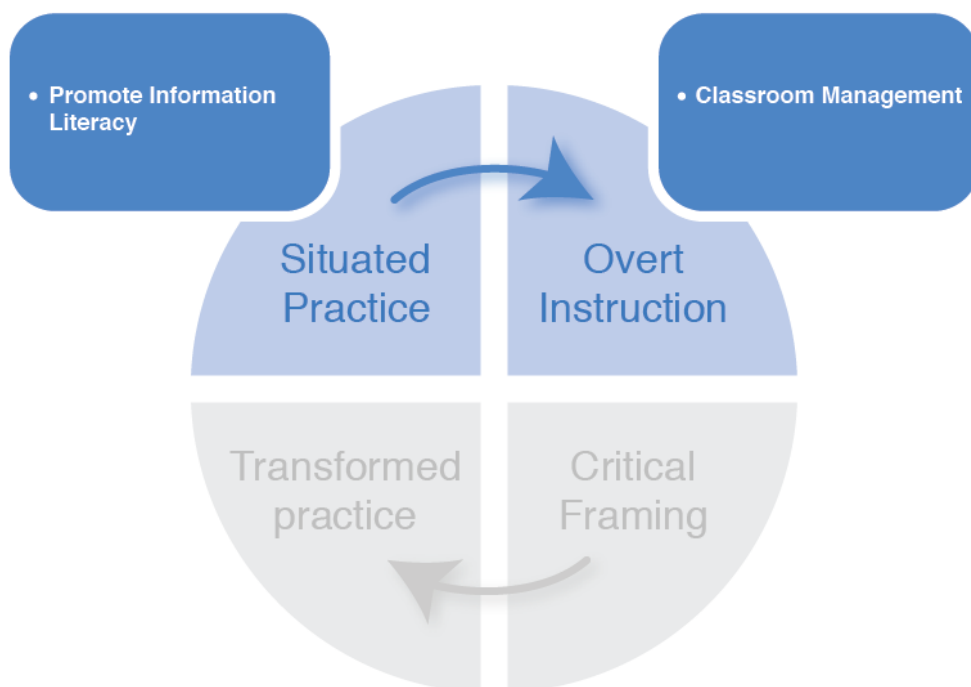 • Promote Information
Literacy
• Classroom Management
Situated
Practice
Overt
Instruction
Transformed
practice
Critical
Framing